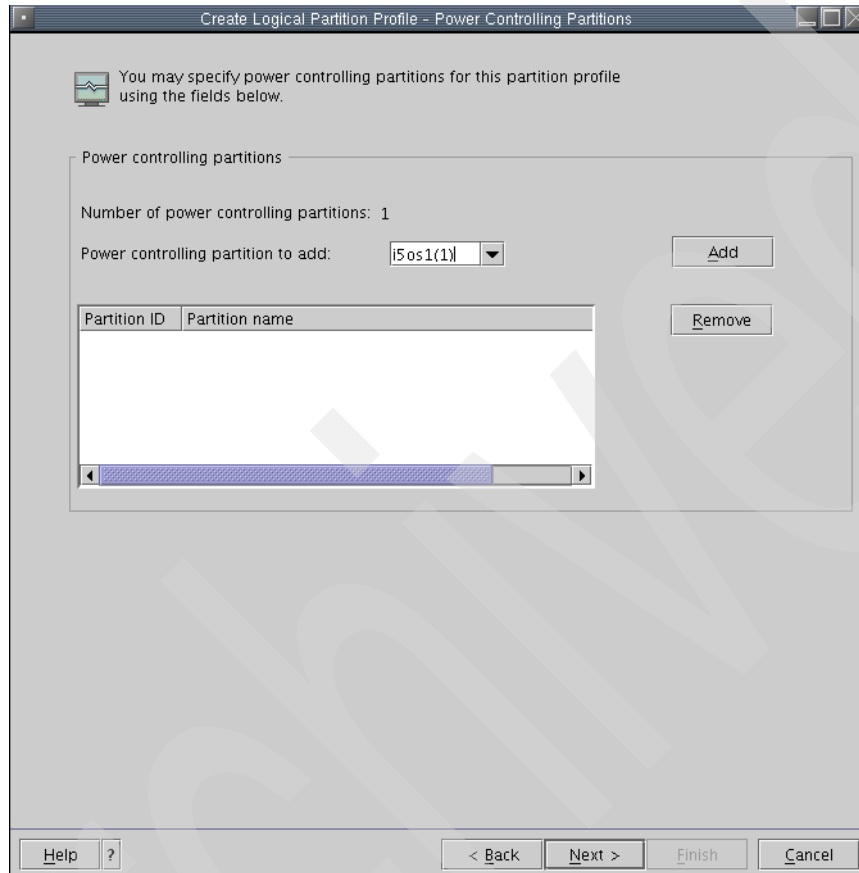 Create Logical Partition Profile - Power Controlling Partitions
You may specify power controlling partitions for this partition profile
using the fields below.
Power controlling partitions
Number of power controlling partitions: 1
Power controlling partition to add: i5os1(1) Add
Partition ID Partition name Remove
Help ? < Back Next > Finish Cancel